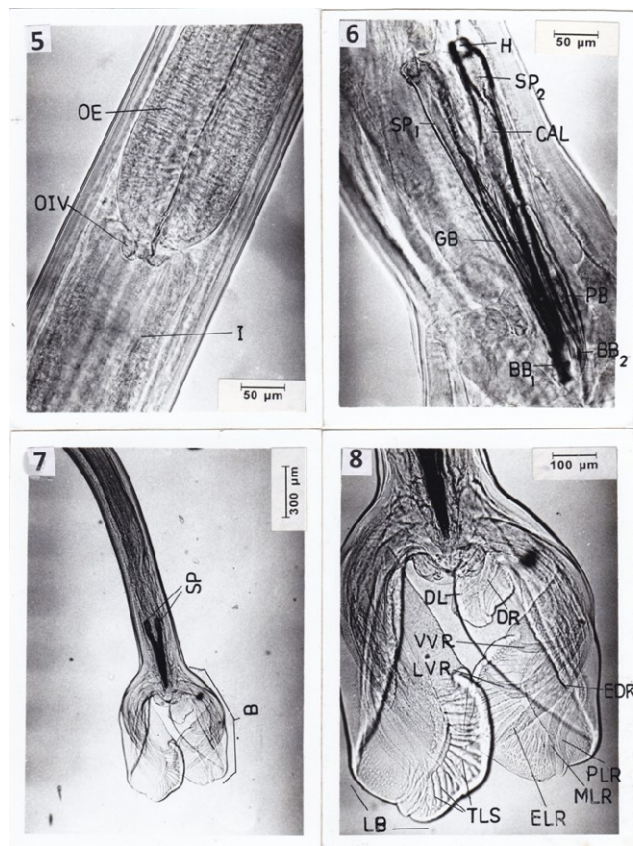 5
OE
OIV
I
50 µm
6
50 µm
H
SP2
SP1
CAL
GB
PB
BB2
BB1
7
300 µm
SP
B
8
100 µm
DL
DR
VVR
LVR
EDR
PLR
MLR
ELR
TLS
LB